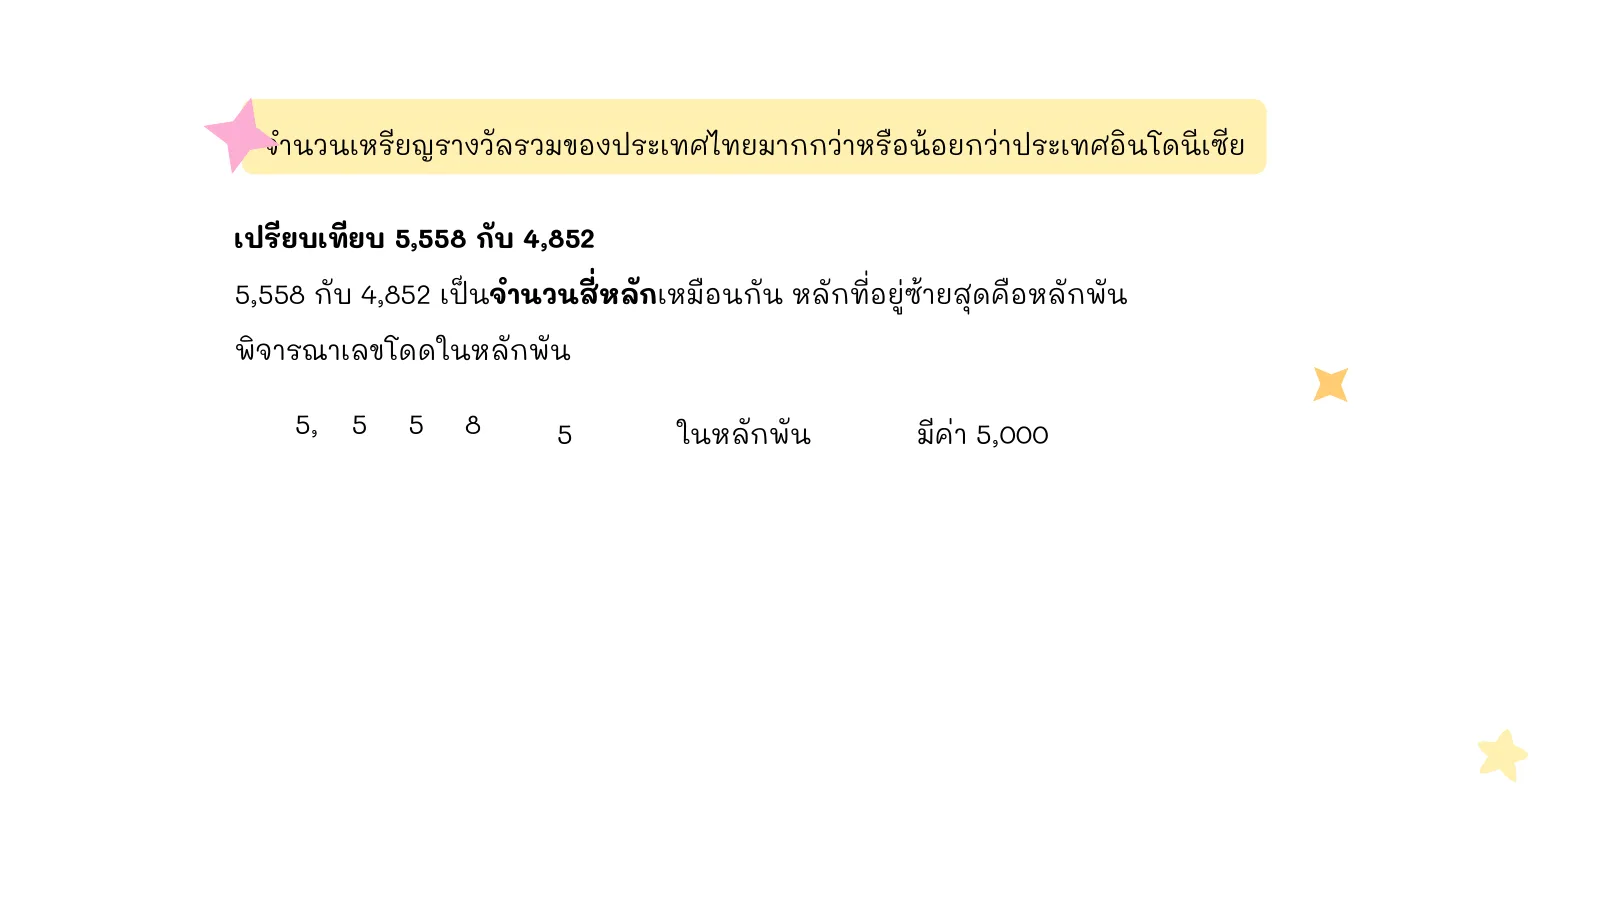 จำนวนเหรียญรางวัลรวมของประเทศไทยมากกว่าหรือน้อยกว่าประเทศอินโดนีเซีย
เปรียบเทียบ 5,558 กับ 4,852
5,558 กับ 4,852 เป็นจำนวนสี่หลักเหมือนกัน หลักที่อยู่ซ้ายสุดคือหลักพัน
พิจารณาเลขโดดในหลักพัน
5, 5 5 8 5 ในหลักพัน มีค่า 5,000